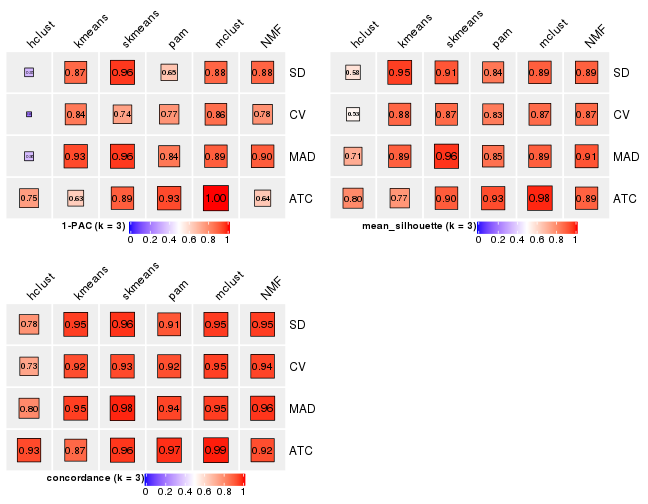 hclust kmeans skmeans pam mclust NMF
0.87 0.96 0.65 0.88 0.88 SD
0.84 0.74 0.77 0.86 0.78 CV
0.93 0.96 0.84 0.89 0.90 MAD
0.75 0.63 0.89 0.93 1.00 0.64 ATC
1-PAC (k = 3)
0 0.2 0.4 0.6 0.8 1
hclust kmeans skmeans pam mclust NMF
0.58 0.95 0.91 0.84 0.89 0.89 SD
0.53 0.88 0.87 0.83 0.87 0.87 CV
0.71 0.89 0.96 0.85 0.89 0.91 MAD
0.80 0.77 0.90 0.93 0.98 0.89 ATC
mean_silhouette (k = 3)
0 0.2 0.4 0.6 0.8 1
hclust kmeans skmeans pam mclust NMF
0.78 0.95 0.96 0.91 0.95 0.95 SD
0.73 0.92 0.93 0.92 0.95 0.94 CV
0.80 0.95 0.98 0.94 0.95 0.96 MAD
0.93 0.87 0.96 0.97 0.99 0.92 ATC
concordance (k = 3)
0 0.2 0.4 0.6 0.8 1